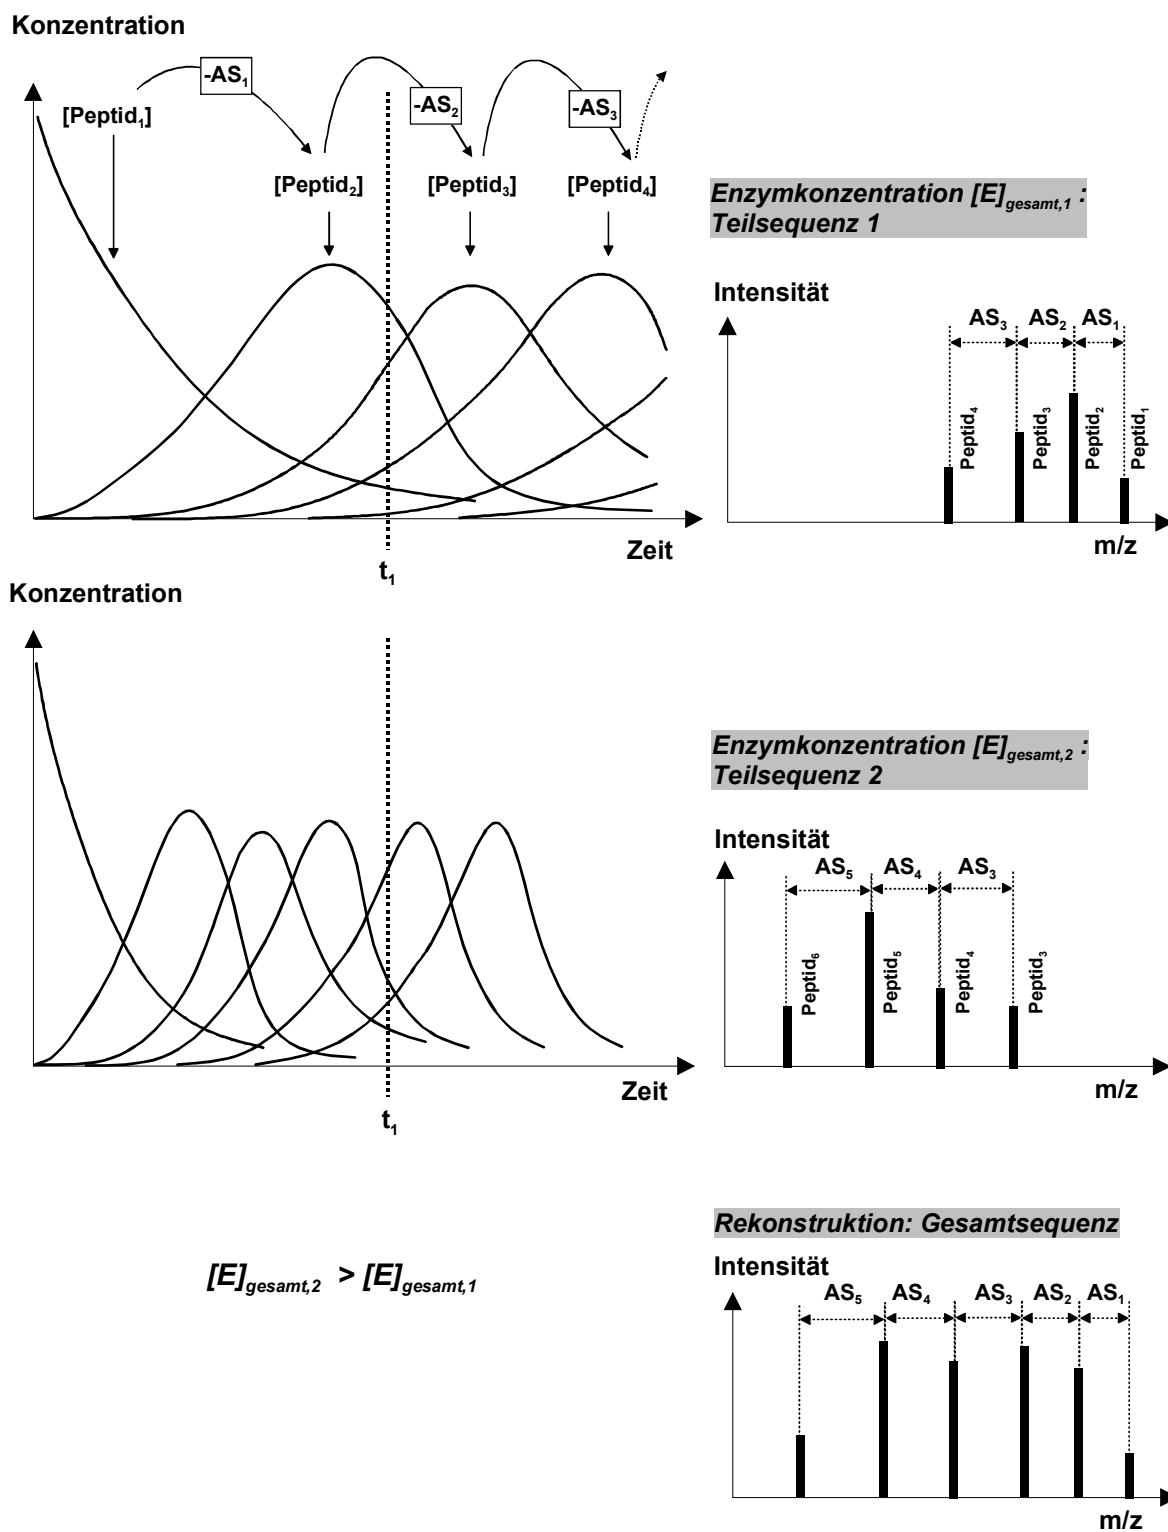 Konzentration
-AS1
-AS2
-AS3
[Peptid1]
[Peptid2]
[Peptid3]
[Peptid4]
Zeit
t1
Enzymkonzentration [E]gesamt,1 :
Teilsequenz 1
Intensität
AS3
AS2
AS1
Peptid4
Peptid3
Peptid2
Peptid1
m/z
Konzentration
Zeit
t1
Enzymkonzentration [E]gesamt,2 :
Teilsequenz 2
Intensität
AS5
AS4
AS3
Peptid6
Peptid5
Peptid4
Peptid3
m/z
[E]gesamt,2 > [E]gesamt,1
Rekonstruktion: Gesamtsequenz
Intensität
AS5
AS4
AS3
AS2
AS1
m/z